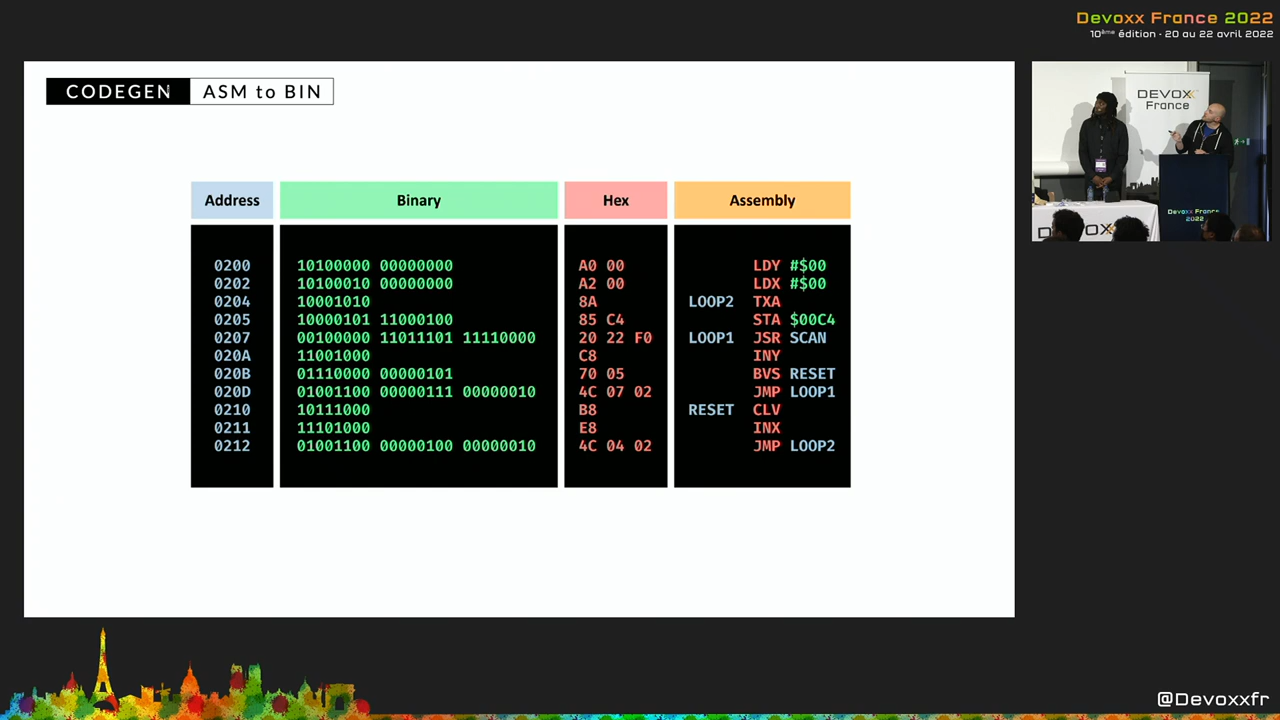 Devoxx France 2022
10ème édition · 20 au 22 avril 2022
CODEGEN ASM to BIN
DEVOXX
France
Address Binary Hex Assembly
0200 10100000 00000000 A0 00 LDY #$00
0202 10100010 00000000 A2 00 LDX #$00
0204 10001010 8A LOOP2 TXA
0205 10000101 11000100 85 C4 STA $00C4
0207 00100000 11011101 11110000 20 22 F0 LOOP1 JSR SCAN
020A 11001000 C8 INY
020B 01110000 00000101 70 05 BVS RESET
020D 01001100 00000111 00000010 4C 07 02 JMP LOOP1
0210 10111000 B8 RESET CLV
0211 11101000 E8 INX
0212 01001100 00000100 00000010 4C 04 02 JMP LOOP2
Devoxx France
2022
@Devoxxfr